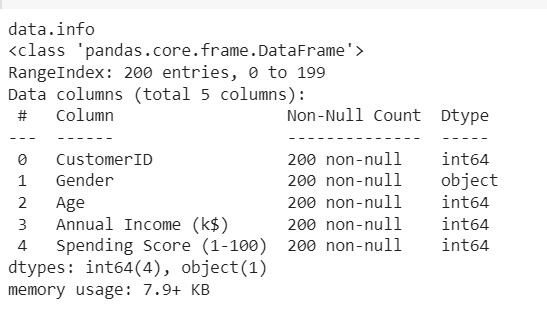 data.info
<class 'pandas.core.frame.DataFrame'>
RangeIndex: 200 entries, 0 to 199
Data columns (total 5 columns):
 #   Column                  Non-Null Count  Dtype
---  ------                  --------------  -----
 0   CustomerID              200 non-null    int64
 1   Gender                  200 non-null    object
 2   Age                     200 non-null    int64
 3   Annual Income (k$)      200 non-null    int64
 4   Spending Score (1-100)  200 non-null    int64
dtypes: int64(4), object(1)
memory usage: 7.9+ KB